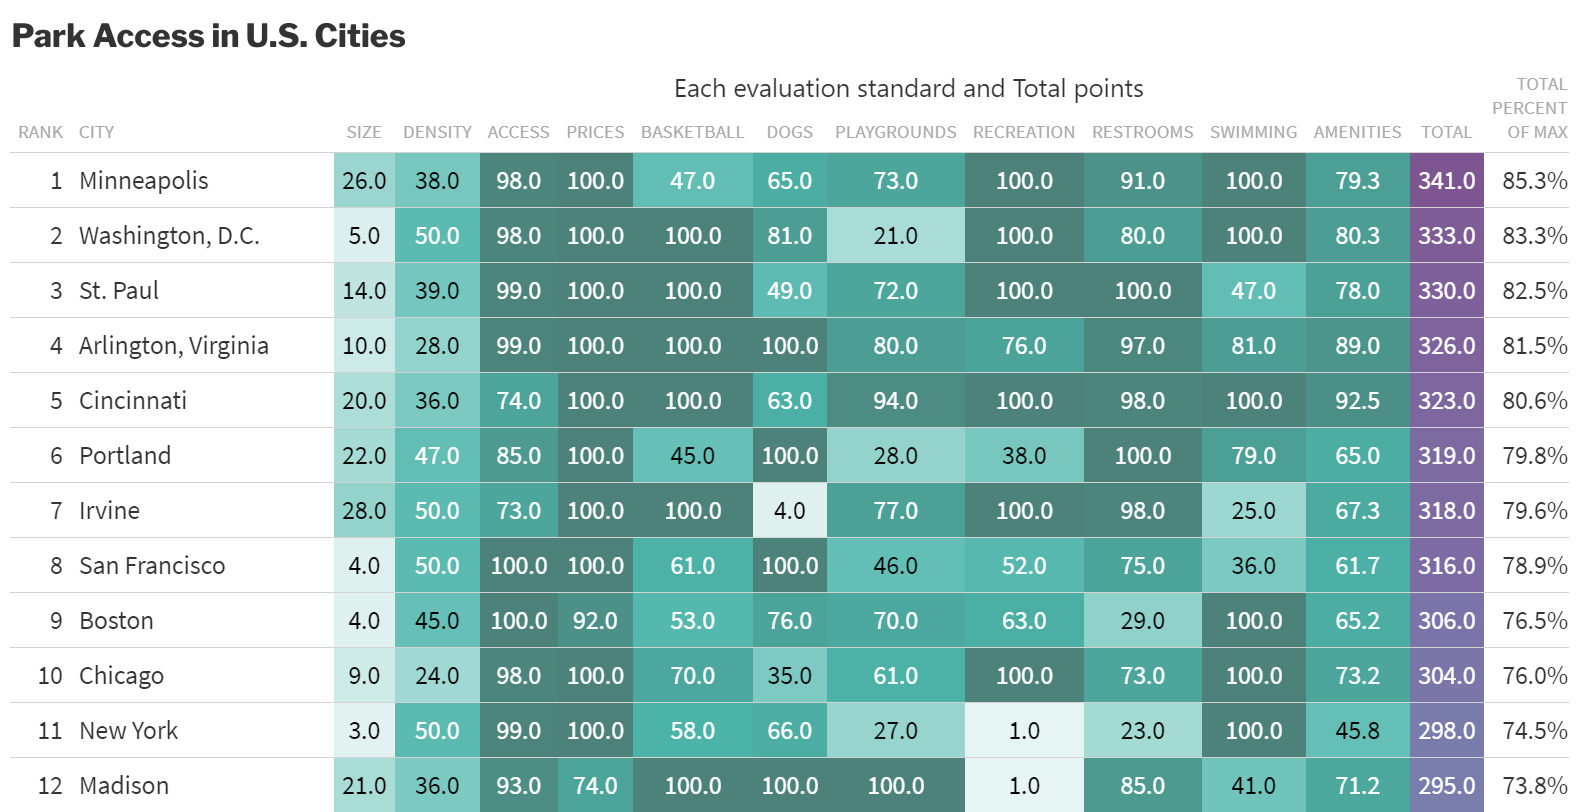 Park Access in U.S. Cities
Each evaluation standard and Total points
TOTAL
PERCENT
RANK CITY SIZE DENSITY ACCESS PRICES BASKETBALL DOGS PLAYGROUNDS RECREATION RESTROOMS SWIMMING AMENITIES TOTAL OF MAX
1 Minneapolis 26.0 38.0 98.0 100.0 47.0 65.0 73.0 100.0 91.0 100.0 79.3 341.0 85.3%
2 Washington, D.C. 5.0 50.0 98.0 100.0 100.0 81.0 21.0 100.0 80.0 100.0 80.3 333.0 83.3%
3 St. Paul 14.0 39.0 99.0 100.0 100.0 49.0 72.0 100.0 100.0 47.0 78.0 330.0 82.5%
4 Arlington, Virginia 10.0 28.0 99.0 100.0 100.0 100.0 80.0 76.0 97.0 81.0 89.0 326.0 81.5%
5 Cincinnati 20.0 36.0 74.0 100.0 100.0 63.0 94.0 100.0 98.0 100.0 92.5 323.0 80.6%
6 Portland 22.0 47.0 85.0 100.0 45.0 100.0 28.0 38.0 100.0 79.0 65.0 319.0 79.8%
7 Irvine 28.0 50.0 73.0 100.0 100.0 4.0 77.0 100.0 98.0 25.0 67.3 318.0 79.6%
8 San Francisco 4.0 50.0 100.0 100.0 61.0 100.0 46.0 52.0 75.0 36.0 61.7 316.0 78.9%
9 Boston 4.0 45.0 100.0 92.0 53.0 76.0 70.0 63.0 29.0 100.0 65.2 306.0 76.5%
10 Chicago 9.0 24.0 98.0 100.0 70.0 35.0 61.0 100.0 73.0 100.0 73.2 304.0 76.0%
11 New York 3.0 50.0 99.0 100.0 58.0 66.0 27.0 1.0 23.0 100.0 45.8 298.0 74.5%
12 Madison 21.0 36.0 93.0 74.0 100.0 100.0 100.0 1.0 85.0 41.0 71.2 295.0 73.8%